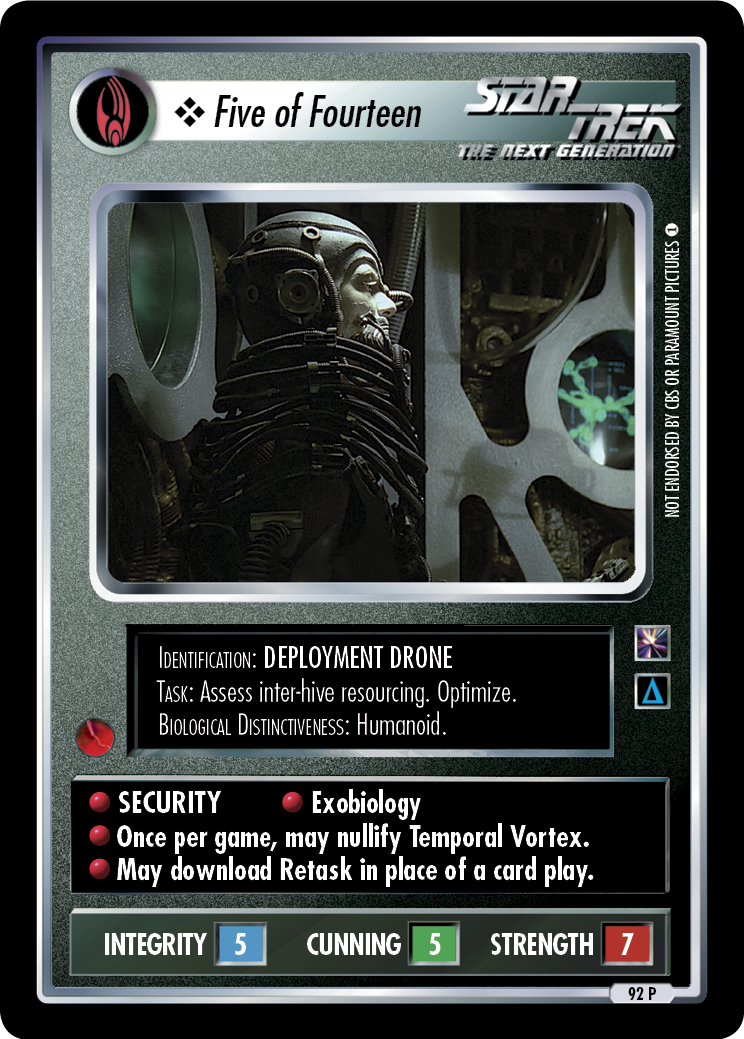 ❖ Five of Fourteen
STAR TREK
THE NEXT GENERATION
NOT ENDORSED BY CBS OR PARAMOUNT PICTURES
IDENTIFICATION: DEPLOYMENT DRONE
TASK: Assess inter-hive resourcing. Optimize.
BIOLOGICAL DISTINCTIVENESS: Humanoid.
SECURITY Exobiology
Once per game, may nullify Temporal Vortex.
May download Retask in place of a card play.
INTEGRITY 5 CUNNING 5 STRENGTH 7
92 P